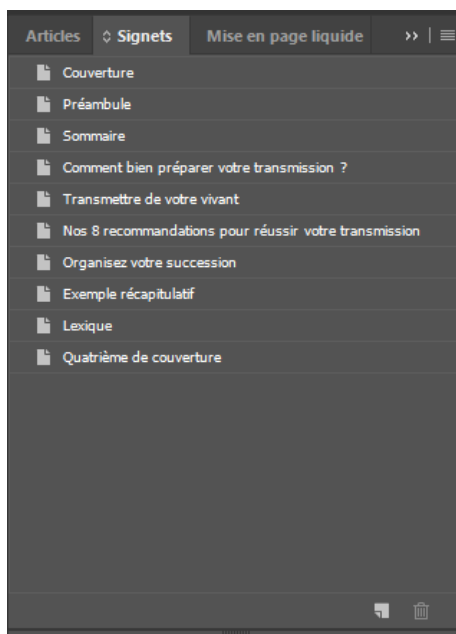 Articles
Signets
Mise en page liquide
Couverture
Préambule
Sommaire
Comment bien préparer votre transmission ?
Transmettre de votre vivant
Nos 8 recommandations pour réussir votre transmission
Organisez votre succession
Exemple récapitulatif
Lexique
Quatrième de couverture